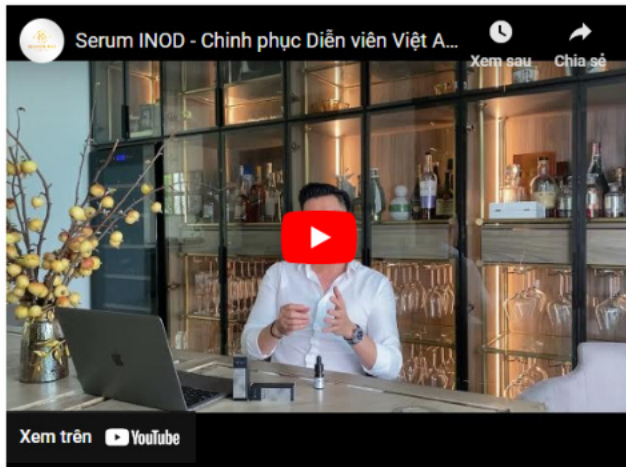 Serum INOD - Chinh phục Diễn viên Việt A...
Xem sau
Chia sẻ
Xem trên YouTube